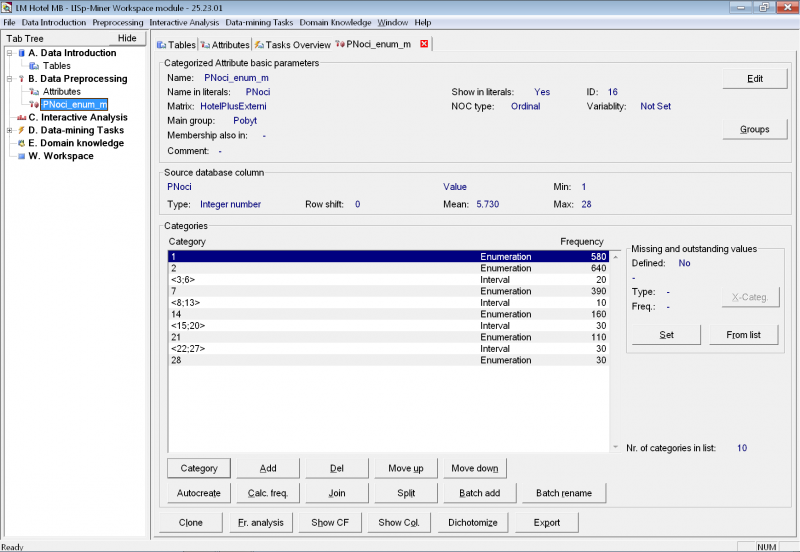 LM Hotel MB - LISp-Miner Workspace module - 25.23.01
File Data Introduction Preprocessing Interactive Analysis Data-mining Tasks Domain Knowledge Window Help
Tab Tree Hide
A. Data Introduction
Tables
B. Data Preprocessing
Attributes
PNoci_enum_m
C. Interactive Analysis
D. Data-mining Tasks
E. Domain knowledge
W. Workspace
Tables Attributes Tasks Overview PNoci_enum_m
Categorized Attribute basic parameters
Name: PNoci_enum_m Edit
Name in literals: PNoci Show in literals: Yes ID: 16
Matrix: HotelPlusExterni NOC type: Ordinal Variablity: Not Set
Main group: Pobyt Groups
Membership also in: -
Comment: -
Source database column
PNoci Value Min: 1
Type: Integer number Row shift: 0 Mean: 5.730 Max: 28
Categories
Category Frequency
1 Enumeration 580
2 Enumeration 640
<3;6> Interval 20
7 Enumeration 390
<8;13> Interval 10
14 Enumeration 160
<15;20> Interval 30
21 Enumeration 110
<22;27> Interval 30
28 Enumeration 30
Missing and outstanding values
Defined: No
-
Type: - X-Categ.
Freq.: -
Set From list
Nr. of categories in list: 10
Category Add Del Move up Move down
Autocreate Calc. freq. Join Split Batch add Batch rename
Clone Fr. analysis Show CF Show Col. Dichotomize Export
Ready NUM